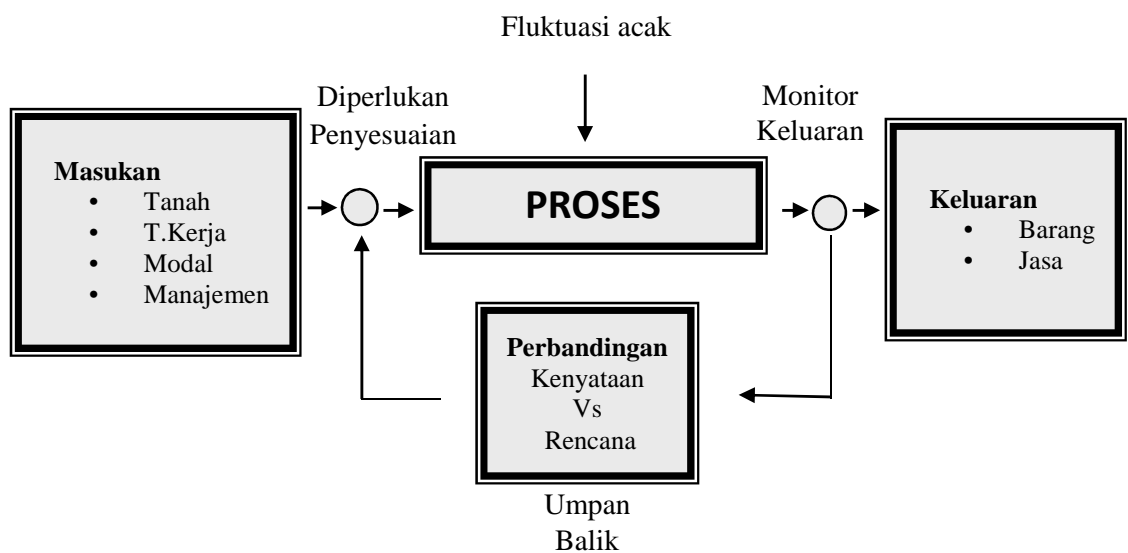 Fluktuasi acak
Diperlukan
Penyesuaian
Monitor
Keluaran
Masukan
• Tanah
• T.Kerja
• Modal
• Manajemen
PROSES
Keluaran
• Barang
• Jasa
Perbandingan
Kenyataan
Vs
Rencana
Umpan
Balik